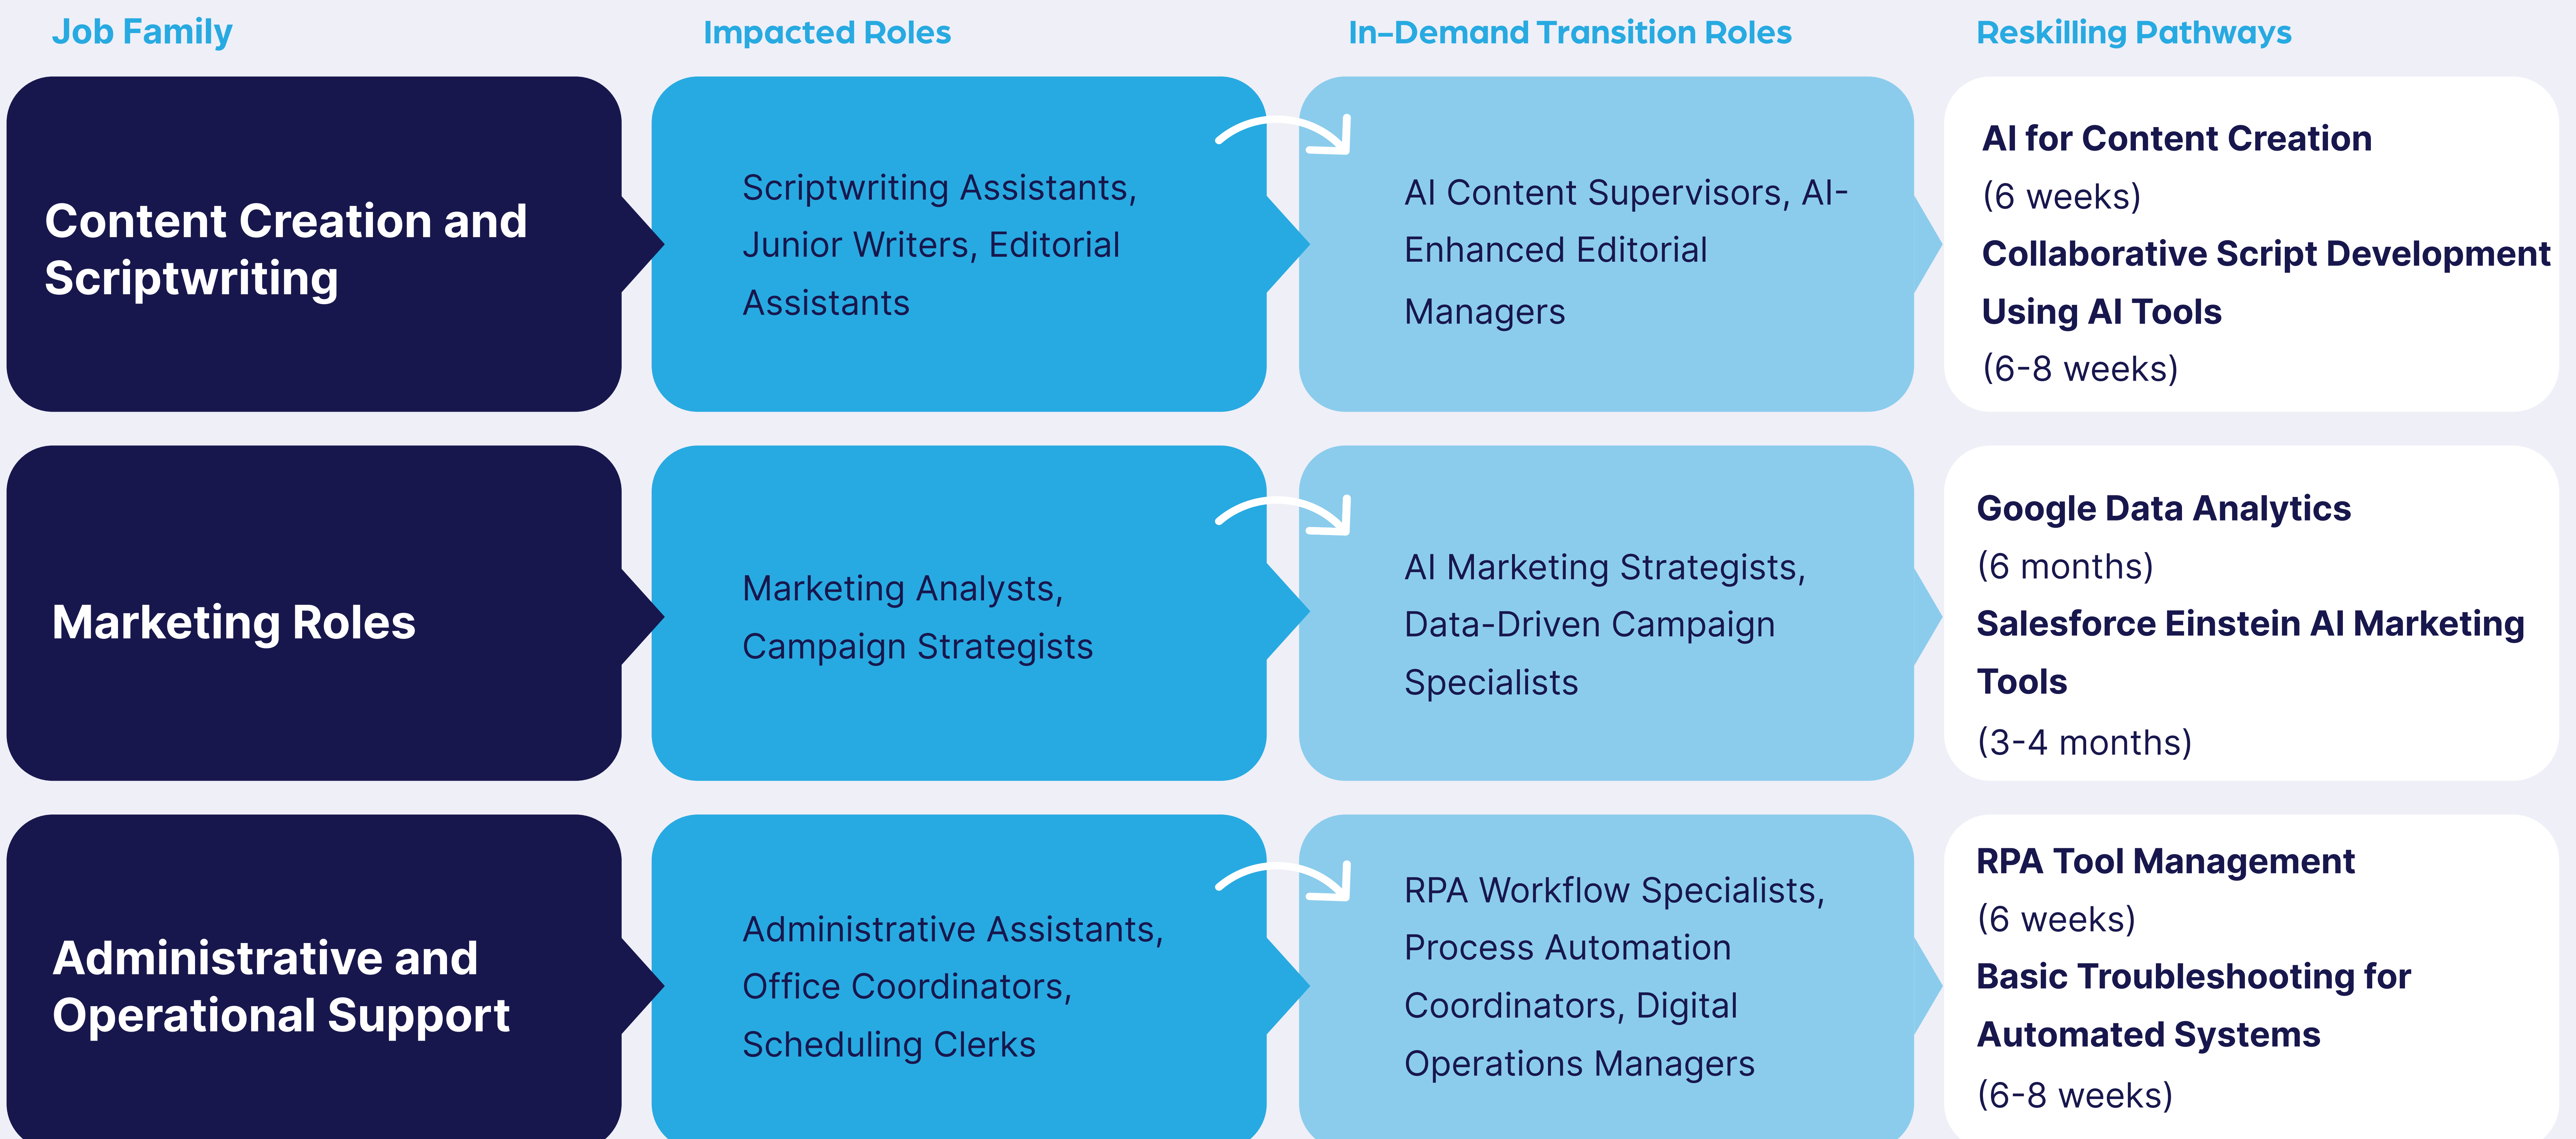 Job Family
Impacted Roles
In-Demand Transition Roles
Reskilling Pathways
Content Creation and
Scriptwriting
Scriptwriting Assistants,
Junior Writers, Editorial
Assistants
AI Content Supervisors, AI-
Enhanced Editorial
Managers
AI for Content Creation
(6 weeks)
Collaborative Script Development
Using AI Tools
(6-8 weeks)
Marketing Roles
Marketing Analysts,
Campaign Strategists
AI Marketing Strategists,
Data-Driven Campaign
Specialists
Google Data Analytics
(6 months)
Salesforce Einstein AI Marketing
Tools
(3-4 months)
Administrative and
Operational Support
Administrative Assistants,
Office Coordinators,
Scheduling Clerks
RPA Workflow Specialists,
Process Automation
Coordinators, Digital
Operations Managers
RPA Tool Management
(6 weeks)
Basic Troubleshooting for
Automated Systems
(6-8 weeks)